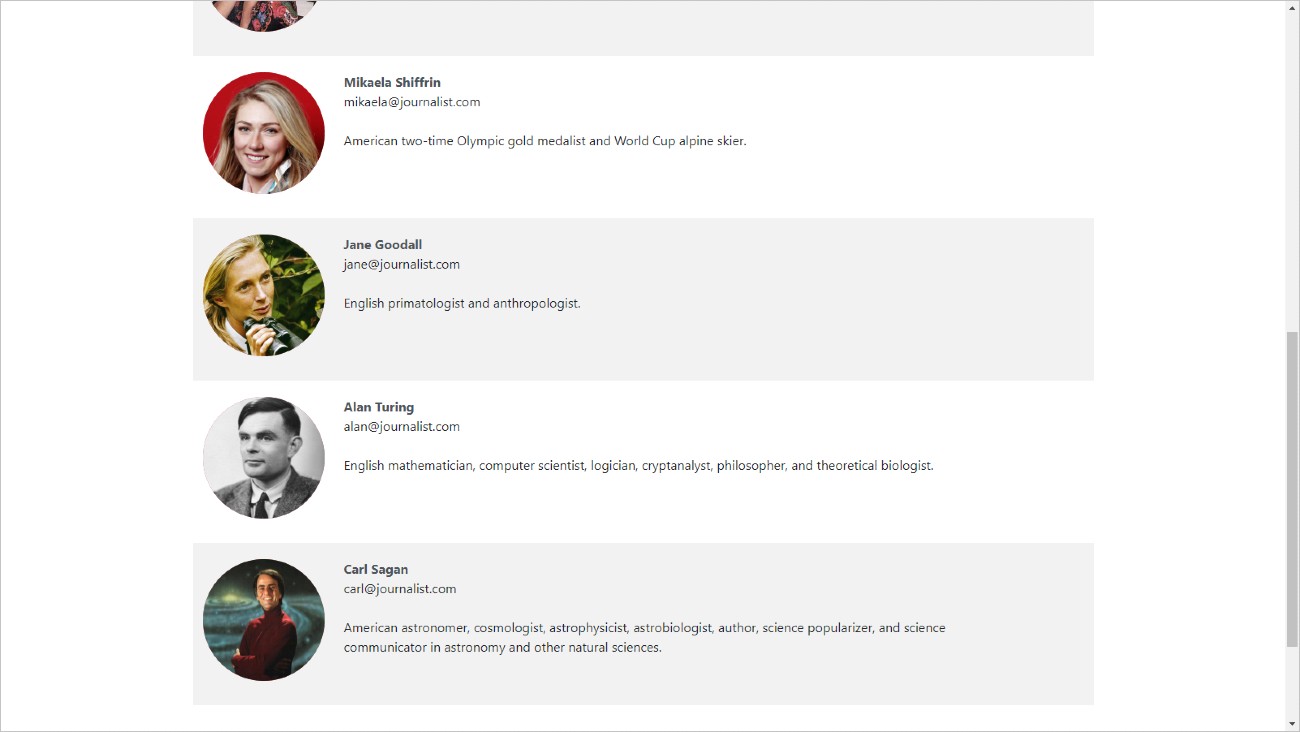 Mikaela Shiffrin
mikaela@journalist.com
American two-time Olympic gold medalist and World Cup alpine skier.
Jane Goodall
jane@journalist.com
English primatologist and anthropologist.
Alan Turing
alan@journalist.com
English mathematician, computer scientist, logician, cryptanalyst, philosopher, and theoretical biologist.
Carl Sagan
carl@journalist.com
American astronomer, cosmologist, astrophysicist, astrobiologist, author, science popularizer, and science
communicator in astronomy and other natural sciences.